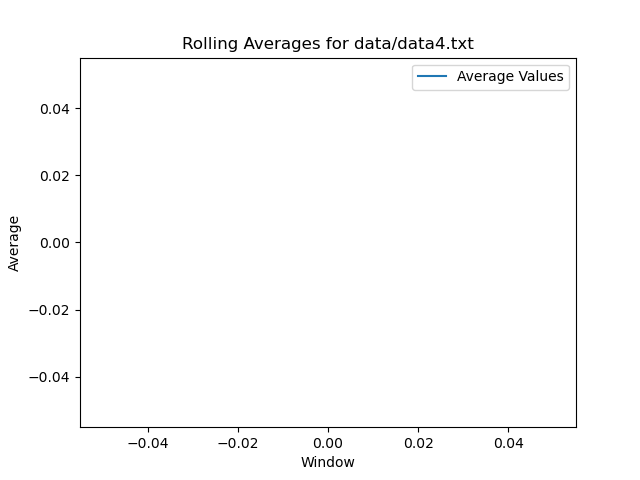 Rolling Averages for data/data4.txt
Average Values
0.04
0.02
0.00
−0.02
−0.04
Average
−0.04
−0.02
0.00
0.02
0.04
Window